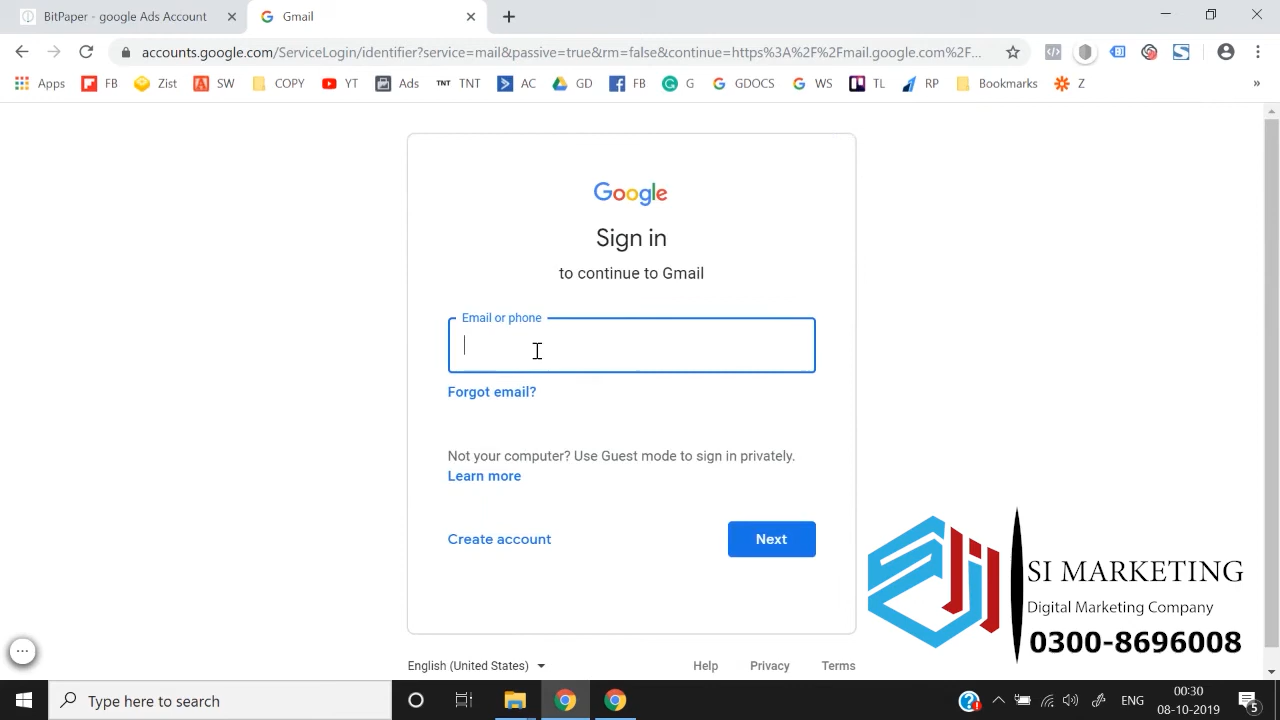 BitPaper - google Ads Account
Gmail
accounts.google.com/ServiceLogin/identifier?service=mail&passive=true&rm=false&continue=https%3A%2F%2Fmail.google.com%2F...
Apps FB Zist SW COPY YT Ads TNT TNT AC GD FB G GDOCS WS TL RP Bookmarks Z »
Google
Sign in
to continue to Gmail
Email or phone
Forgot email?
Not your computer? Use Guest mode to sign in privately.
Learn more
Create account
Next
SI MARKETING
Digital Marketing Company
0300-8696008
English (United States)
Help
Privacy
Terms
Type here to search
ENG
00:30
08-10-2019
5